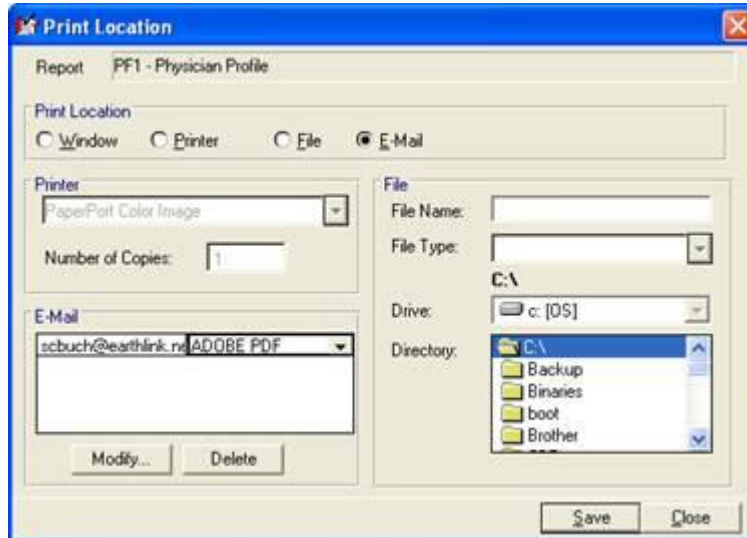 Print Location
Report PF1 - Physician Profile
Print Location
Window Printer File E-Mail
Printer
PaperPort Color Image
Number of Copies: 1
E-Mail
scbuch@earthlink.ne ADOBE PDF
Modify... Delete
File
File Name:
File Type:
C:\
Drive: c: [OS]
Directory: C:\
Backup
Binaries
boot
Brother
Save Close